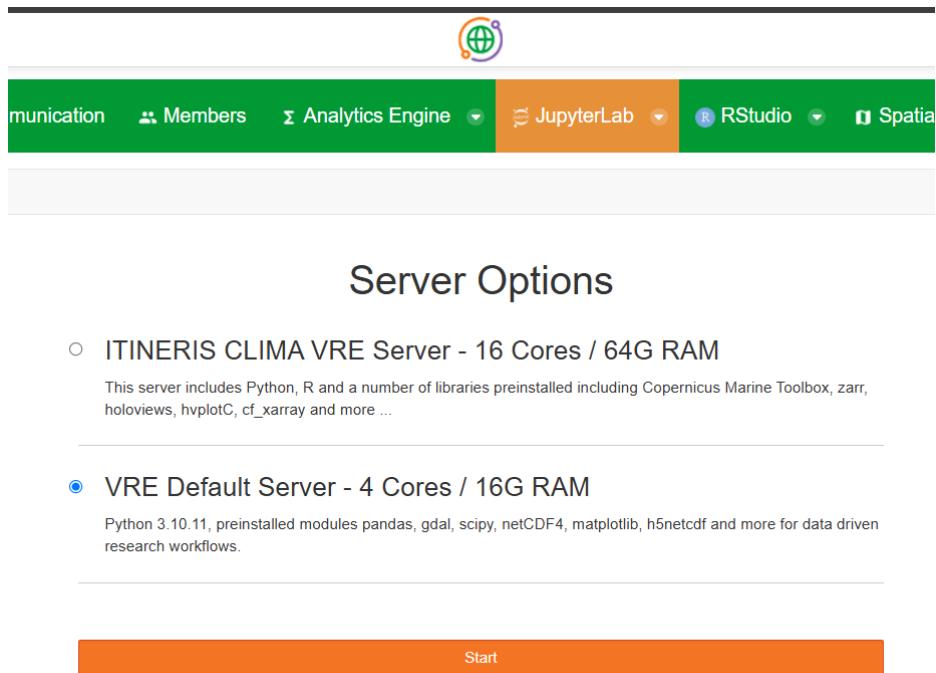 munication Members Σ Analytics Engine JupyterLab R RStudio Spatia
Server Options
ITINERIS CLIMA VRE Server - 16 Cores / 64G RAM
This server includes Python, R and a number of libraries preinstalled including Copernicus Marine Toolbox, zarr,
holoviews, hvplotC, cf_xarray and more ...
VRE Default Server - 4 Cores / 16G RAM
Python 3.10.11, preinstalled modules pandas, gdal, scipy, netCDF4, matplotlib, h5netcdf and more for data driven
research workflows.
Start